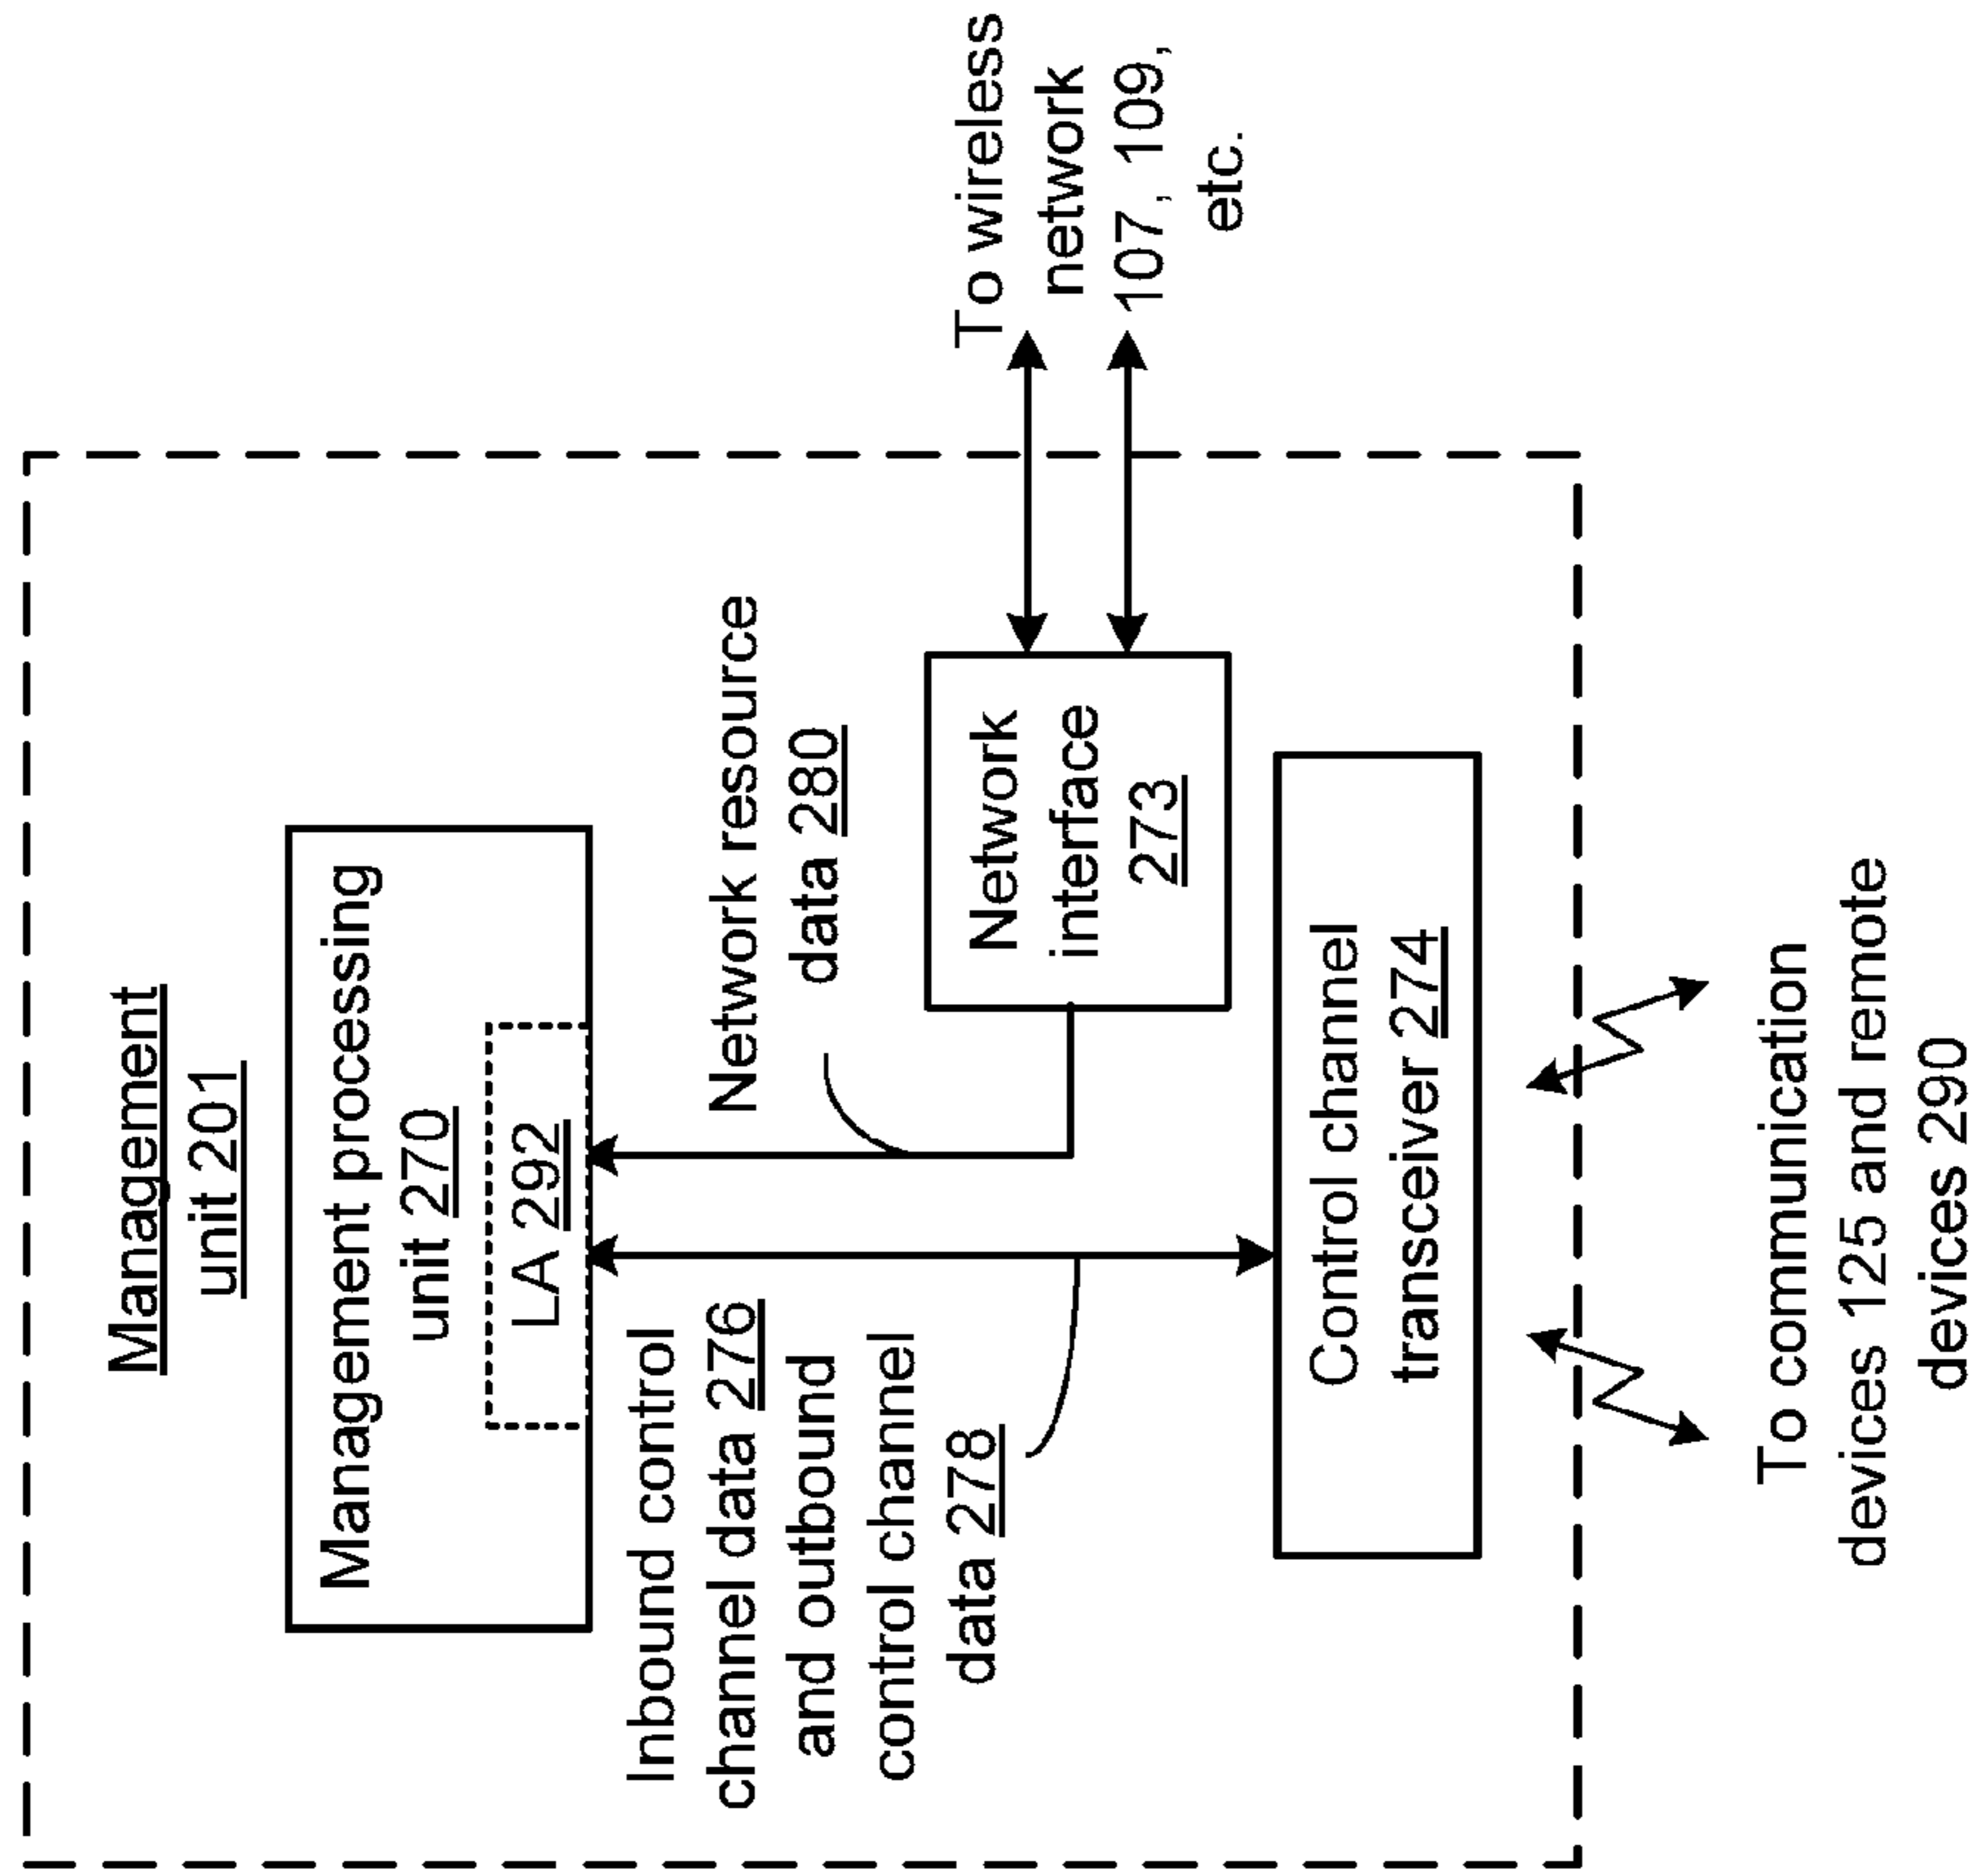 Management
unit 201
Management processing
unit 270
LA 292
Inbound control
channel data 276
and outbound
control channel
data 278
Network resource
data 280
Network
interface
273
To wireless
network
107, 109,
etc.
Control channel
transceiver 274
To communication
devices 125 and remote
devices 290